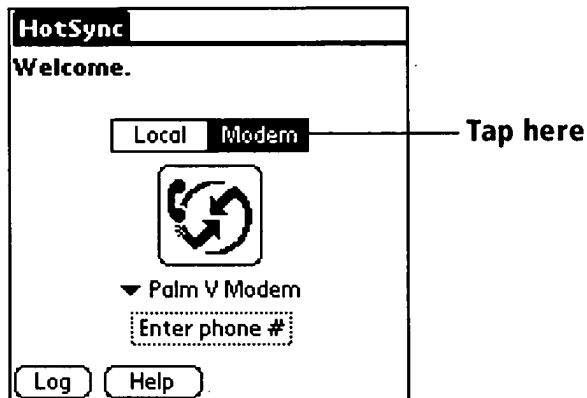 HotSync
Welcome.
Local Modem Tap here
Palm V Modem
Enter phone #
Log Help